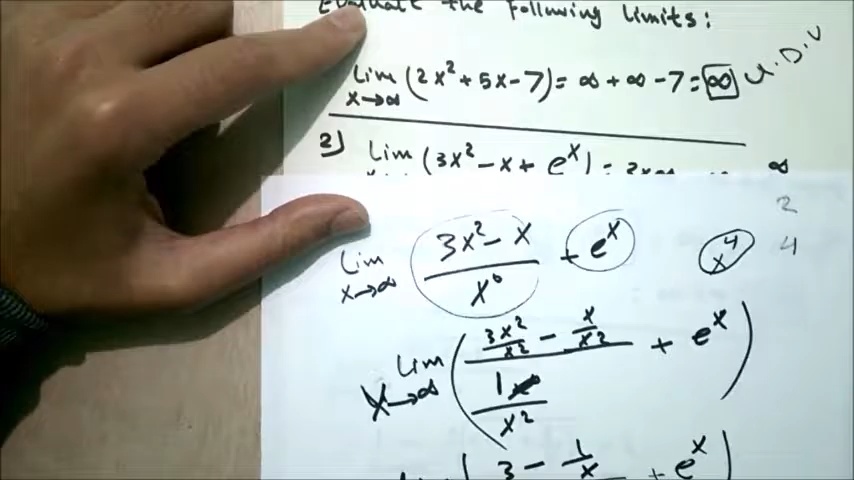 Evaluate the following limits:
lim x→∞ (2x² + 5x - 7) = ∞ + ∞ - 7 = ∞ U.D.V
2) lim (3x² - x + eˣ) = ∞
2
lim x→∞ (3x² - x)/x⁰ + eˣ x⁴ 4
lim x→∞ ((3x²/x² - x/x²)/(1/x²) + eˣ)
3 - 1/x + eˣ